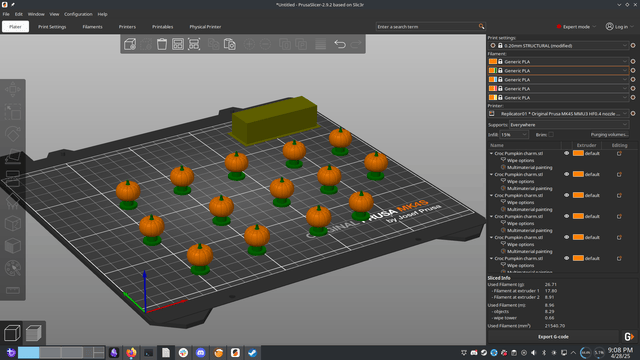 *Untitled - PrusaSlicer-2.9.2 based on Slic3r
File Edit Window View Configuration Help
Plater Print Settings Filaments Printers Printables Physical Printer
Enter a search term
Expert mode
Log in
Print settings:
0.20mm STRUCTURAL (modified)
Filament:
Generic PLA
Generic PLA
Generic PLA
Generic PLA
Generic PLA
Printer:
Replicator01 * Original Prusa MK4S MMU3 HF0.4 nozzle...
Supports: Everywhere
Infill: 15% Brim: Purging volumes...
Name Extruder Editing
Croc Pumpkin charm.stl default
Wipe options
Multimaterial painting
Croc Pumpkin charm.stl default
Wipe options
Multimaterial painting
Croc Pumpkin charm.stl default
Wipe options
Multimaterial painting
Croc Pumpkin charm.stl default
Wipe options
Multimaterial painting
Croc Pumpkin charm.stl default
Wipe options
Multimaterial painting
Croc Pumpkin charm.stl default
Wipe options
ORIGINAL PRUSA MK4S
by Josef Prusa
Sliced Info
Used Filament (g) 26.71
- Filament at extruder 1 17.80
- Filament at extruder 2 8.91
Used Filament (m) 8.96
- objects 8.29
- wipe tower 0.66
Used Filament (mm³) 21540.70
Export G-code
9:08 PM
4/28/25